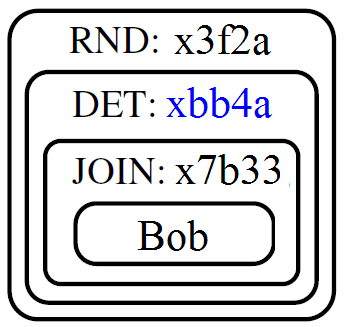 RND: x3f2a
DET: xbb4a
JOIN: x7b33
Bob